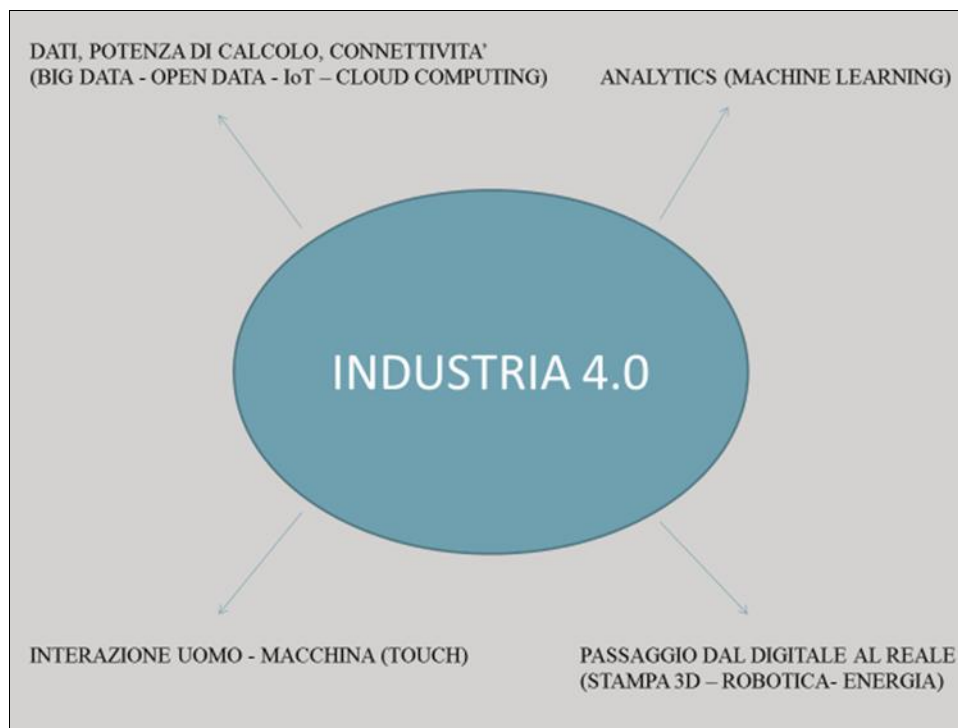 DATI, POTENZA DI CALCOLO, CONNETTIVITA’
(BIG DATA - OPEN DATA - IoT – CLOUD COMPUTING)
ANALYTICS (MACHINE LEARNING)
INDUSTRIA 4.0
INTERAZIONE UOMO - MACCHINA (TOUCH)
PASSAGGIO DAL DIGITALE AL REALE
(STAMPA 3D – ROBOTICA- ENERGIA)